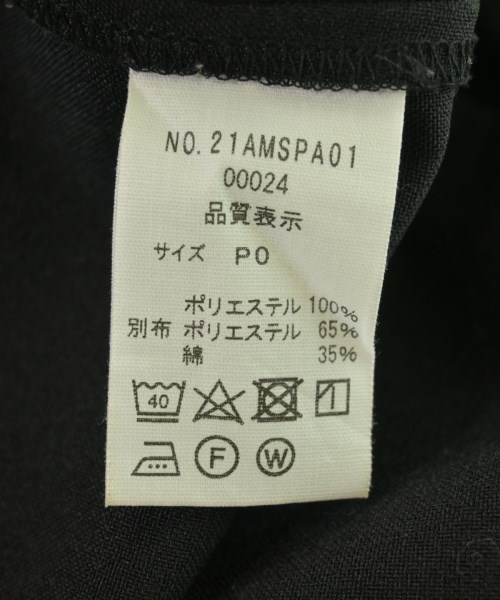 NO. 21AMSPA01
00024
品質表示
サイズ P0
ポリエステル 100%
別布 ポリエステル 65%
綿 35%
40
F W